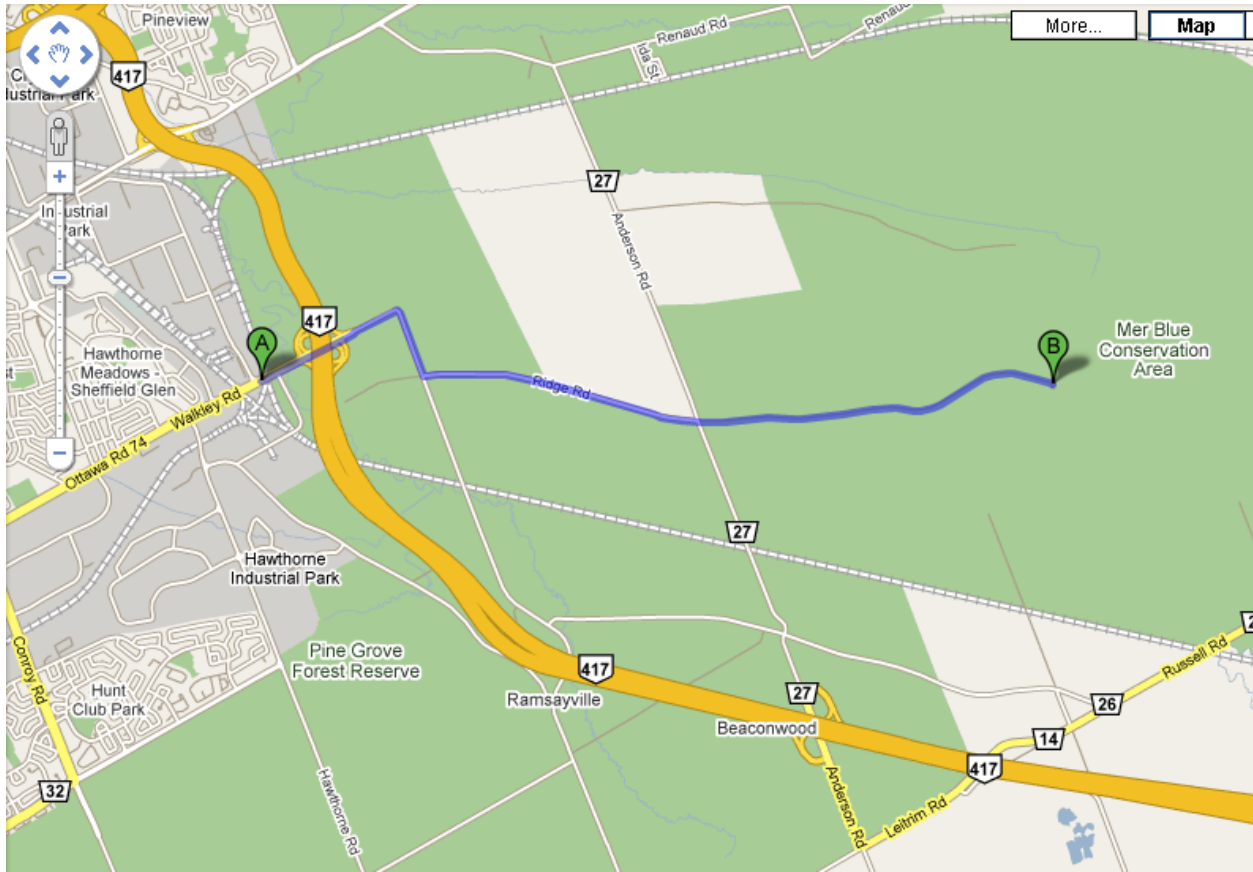 Pineview
Renaud Rd
Renaud
More...
Map
417
Ida St
Industrial Park
27
Industrial
Park
Anderson Rd
417
A
B
Mer Blue
Conservation
Area
Hawthorne
Meadows -
Sheffield Glen
Ridge Rd
Walkley Rd
Ottawa Rd 74
27
Hawthorne
Industrial Park
Russell Rd
Pine Grove
Forest Reserve
417
Conroy Rd
Hunt
Club Park
Ramsayville
27
26
Beaconwood
14
417
32
Hawthorne Rd
Anderson Rd
Leitrim Rd